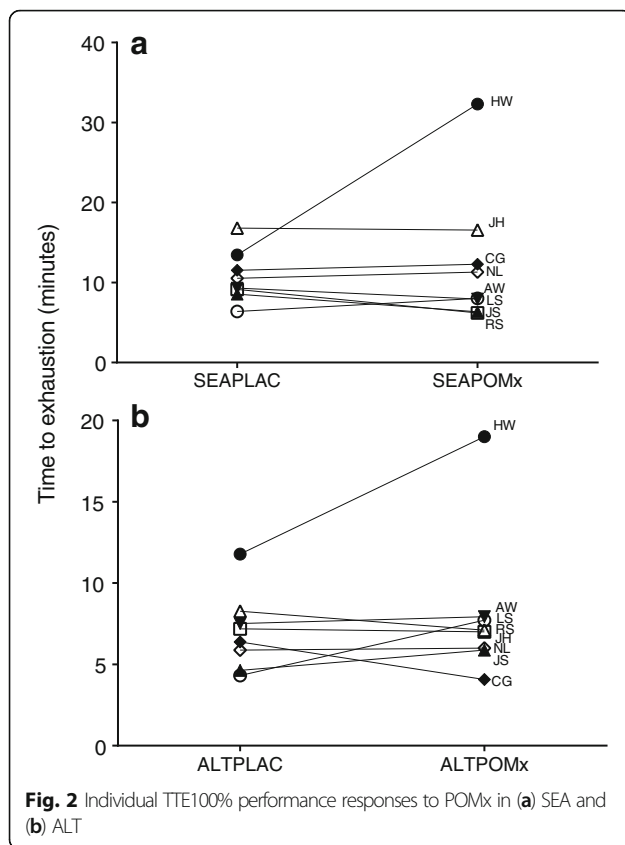 a
40
30
20
10
0
HW
JH
CG
NL
AW
LS
JS
RS
SEAPLAC
SEAPOMx
Time to exhaustion (minutes)
b
20
15
10
5
0
HW
AW
LS
RS
JH
NL
JS
CG
ALTPLAC
ALTPOMx
Fig. 2 Individual TTE100% performance responses to POMx in (a) SEA and
(b) ALT